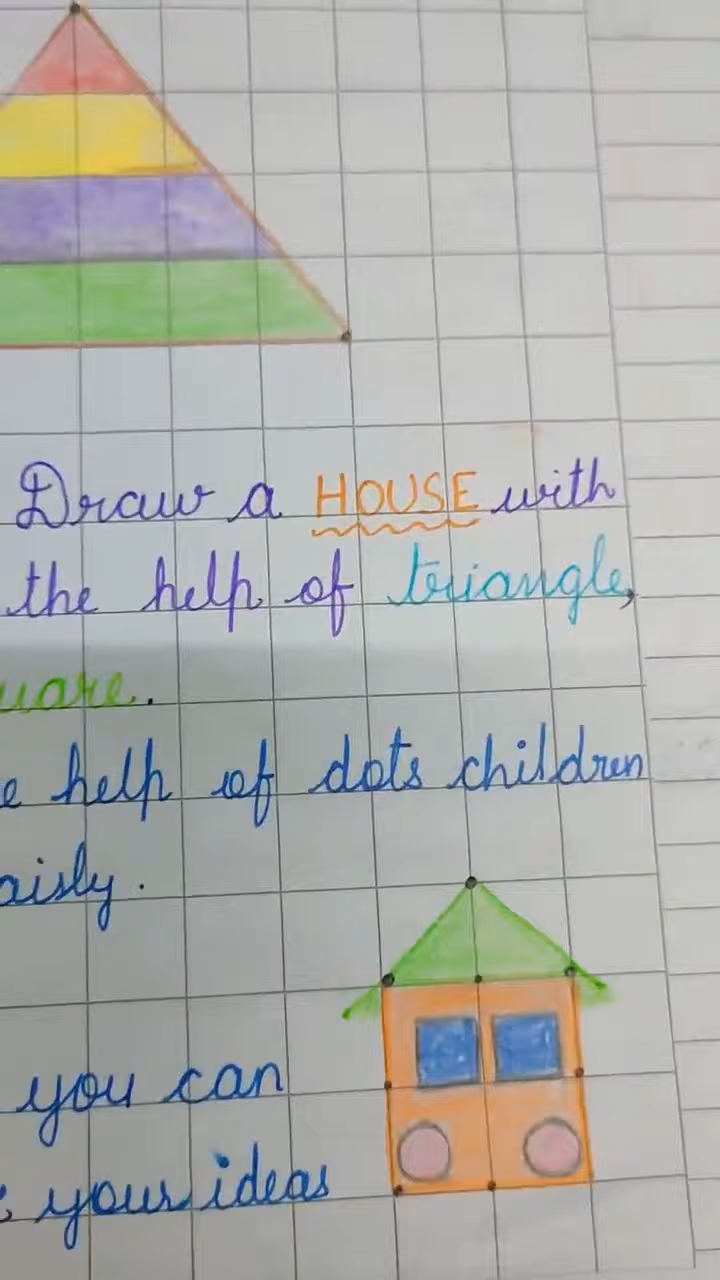 Draw a HOUSE with
the help of triangle,
uare.
e help of dots children
aisly.
you can
your ideas